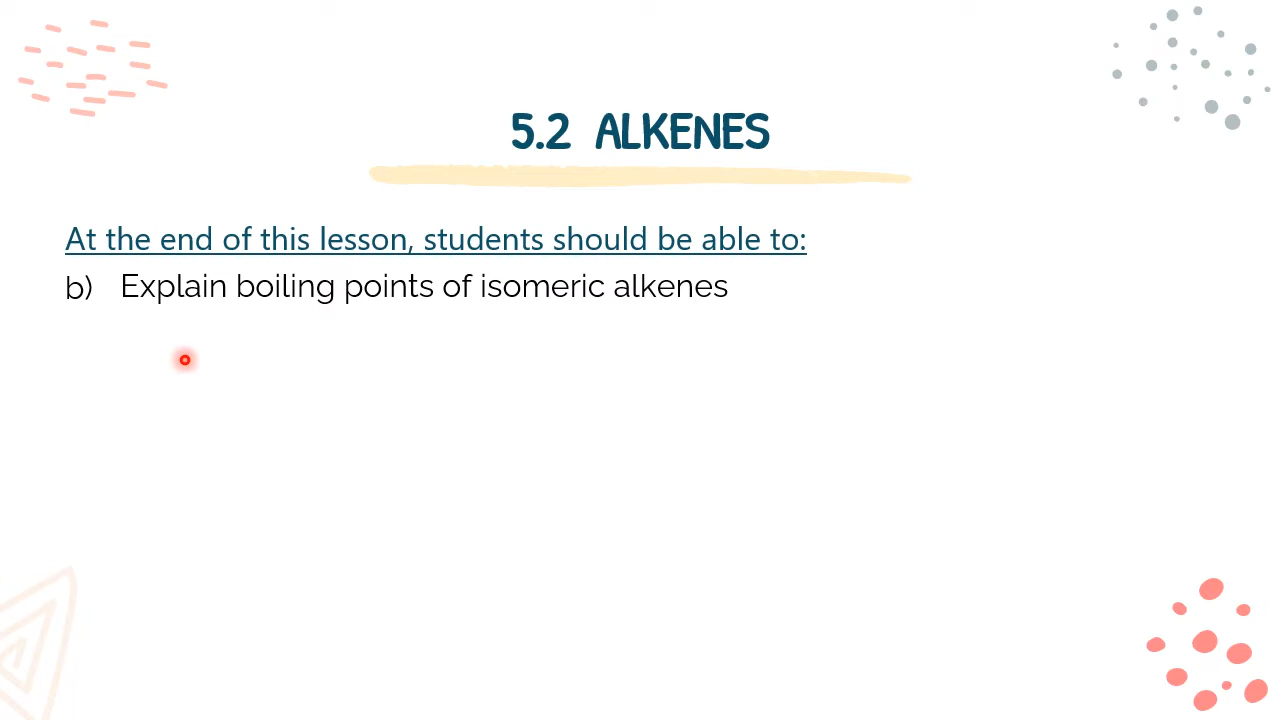 5.2 ALKENES
At the end of this lesson, students should be able to:
b) Explain boiling points of isomeric alkenes